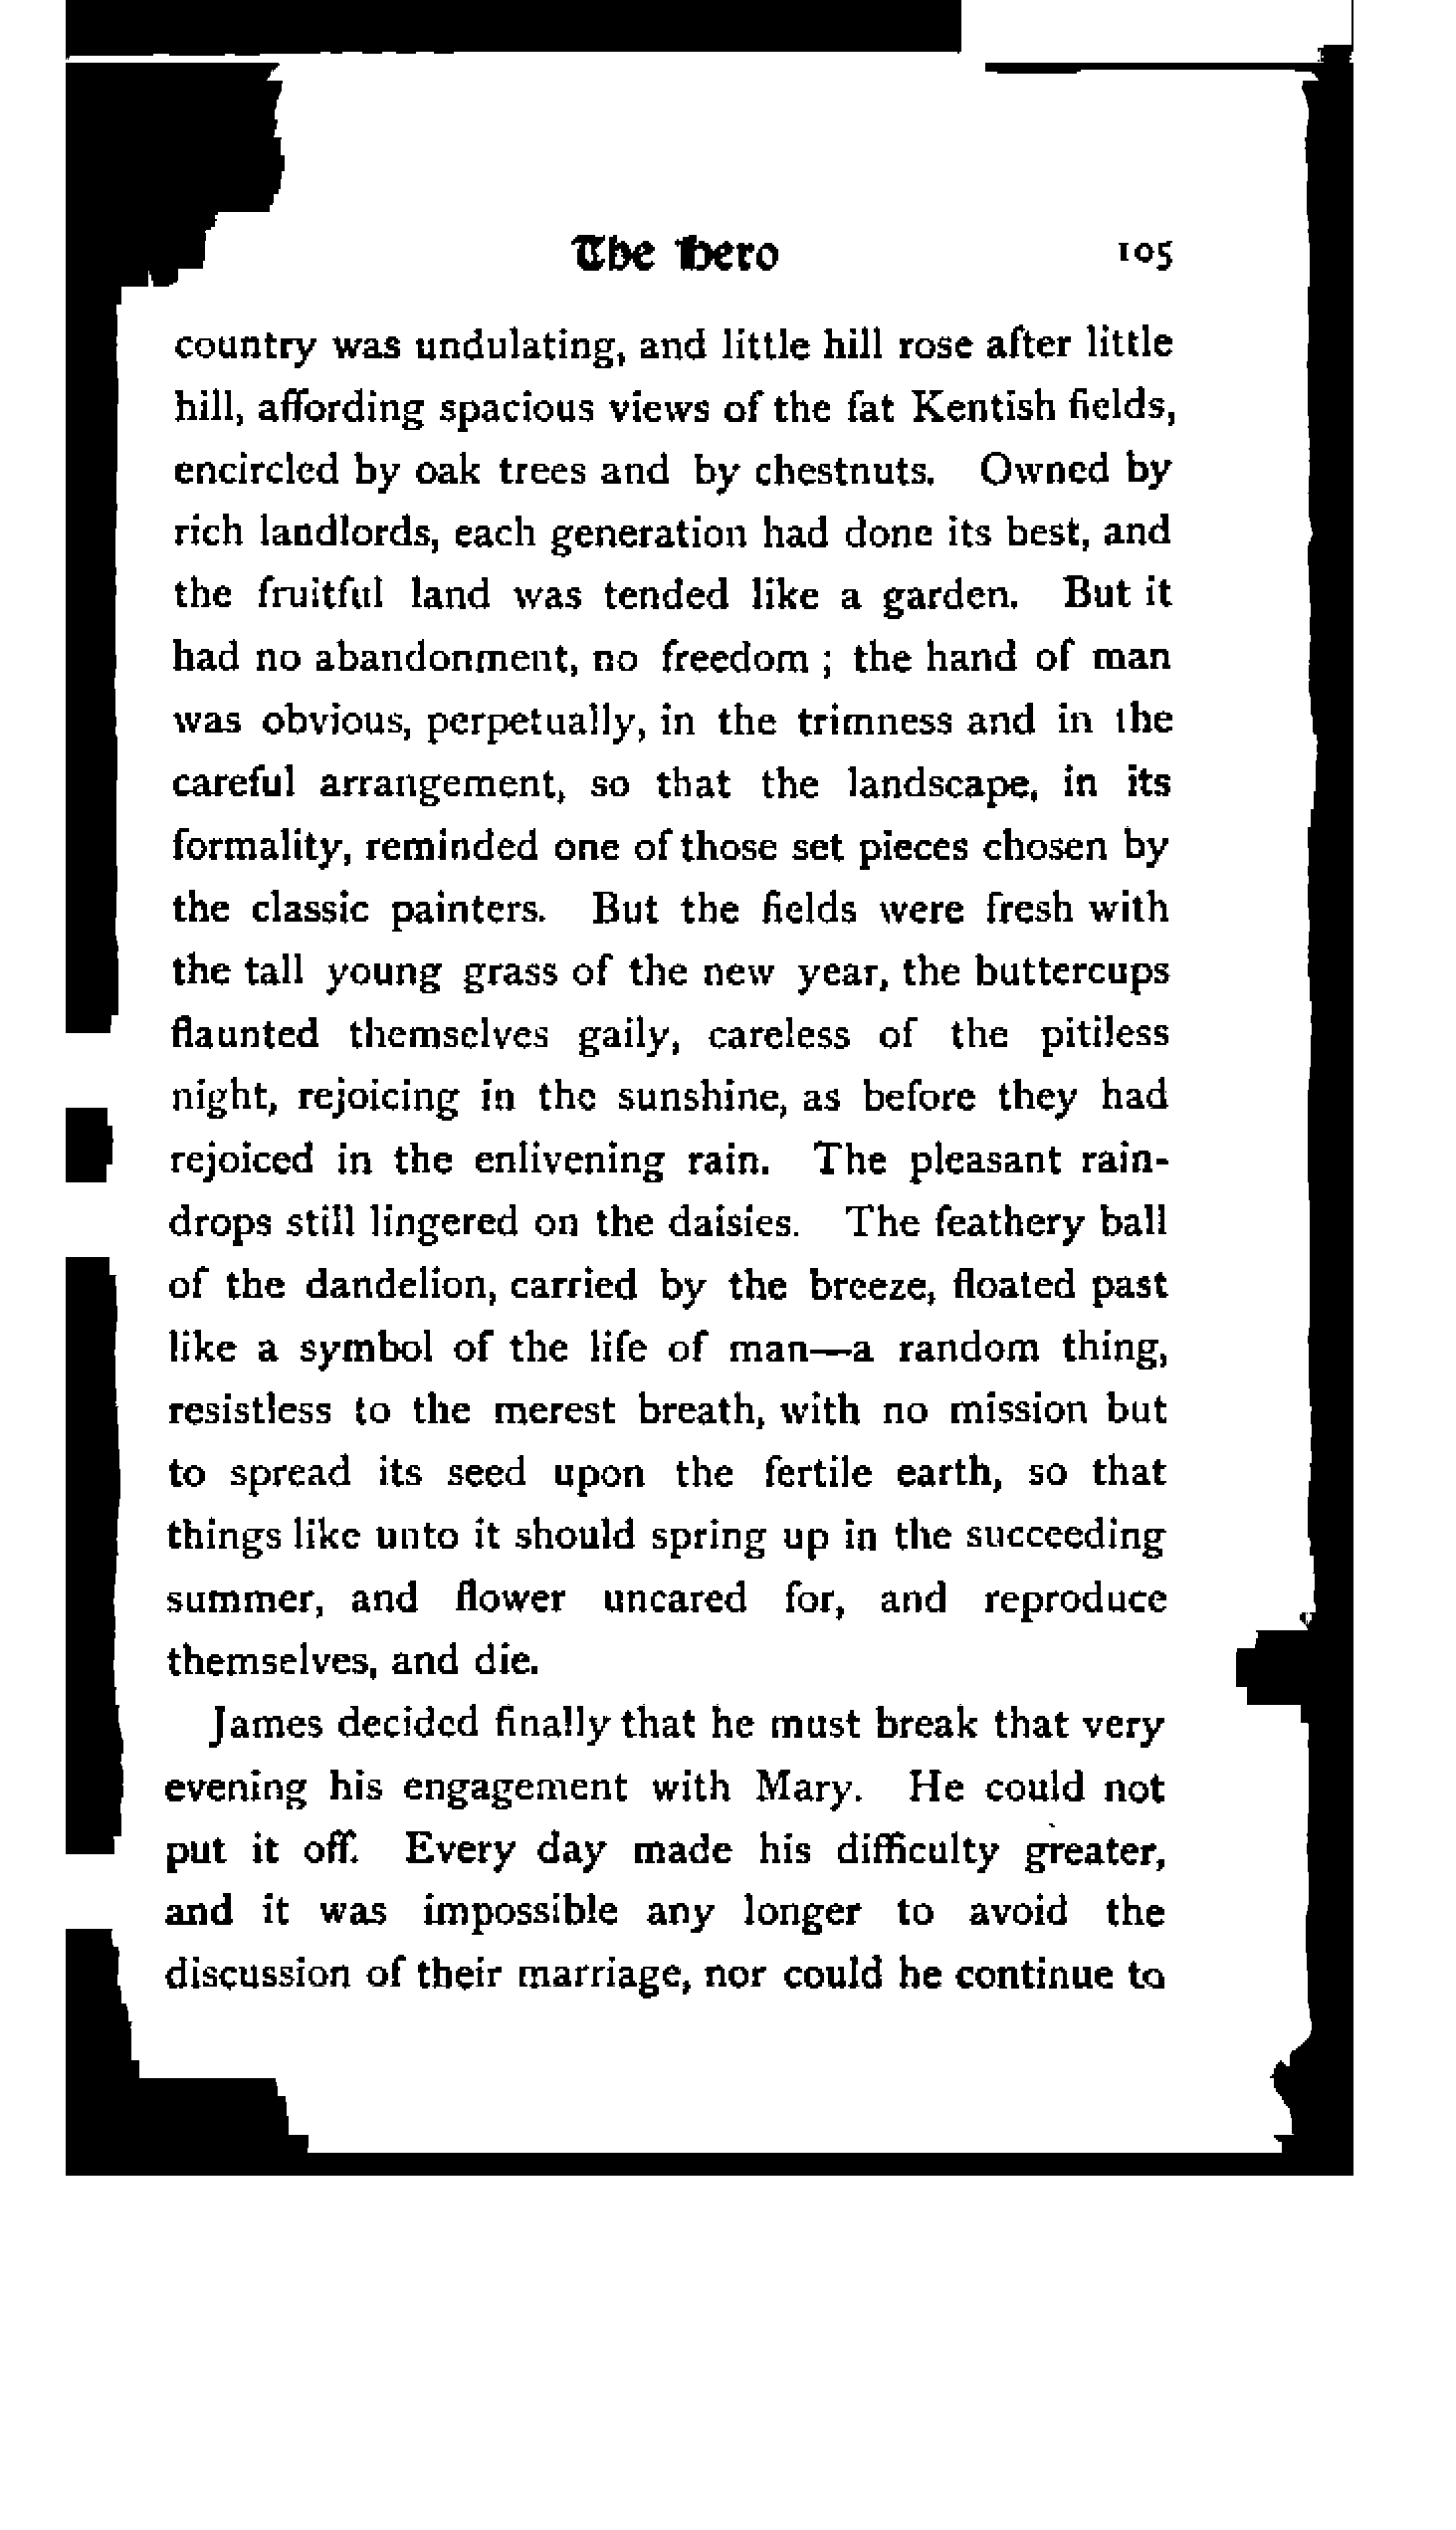 The Hero 105
country was undulating, and little hill rose after little
hill, affording spacious views of the fat Kentish fields,
encircled by oak trees and by chestnuts. Owned by
rich landlords, each generation had done its best, and
the fruitful land was tended like a garden. But it
had no abandonment, no freedom ; the hand of man
was obvious, perpetually, in the trimness and in the
careful arrangement, so that the landscape, in its
formality, reminded one of those set pieces chosen by
the classic painters. But the fields were fresh with
the tall young grass of the new year, the buttercups
flaunted themselves gaily, careless of the pitiless
night, rejoicing in the sunshine, as before they had
rejoiced in the enlivening rain. The pleasant rain-
drops still lingered on the daisies. The feathery ball
of the dandelion, carried by the breeze, floated past
like a symbol of the life of man—a random thing,
resistless to the merest breath, with no mission but
to spread its seed upon the fertile earth, so that
things like unto it should spring up in the succeeding
summer, and flower uncared for, and reproduce
themselves, and die.
James decided finally that he must break that very
evening his engagement with Mary. He could not
put it off. Every day made his difficulty greater,
and it was impossible any longer to avoid the
discussion of their marriage, nor could he continue to